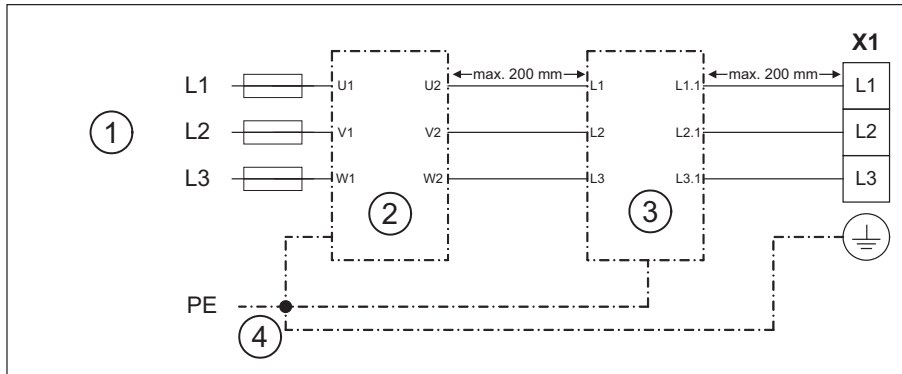 X1
max. 200 mm max. 200 mm
L1 U1 U2 L1 L1.1 L1
1 L2 V1 V2 L2 L2.1 L2
L3 W1 W2 L3 L3.1 L3
2 3
PE
4